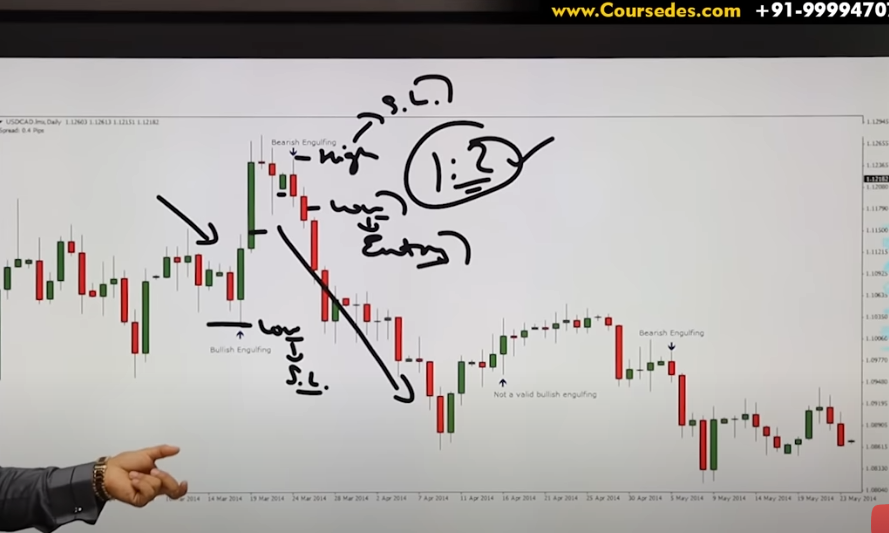 www.Coursedes.com +91-9999470
USDCAD.lmx,Daily 1.12603 1.12613 1.12151 1.12182
Spread: 0.4 Pips
S.L.
Bearish Engulfing
High
1:2
Low
Entry
Low
S.L.
Bullish Engulfing
Bearish Engulfing
Not a valid bullish engulfing
1.12945
1.12655
1.12365
1.12182
1.12080
1.11790
1.11500
1.11215
1.10925
1.10635
1.10350
1.10060
1.09770
1.09480
1.09195
1.08905
1.08615
1.08330
1.08040
2014 14 Mar 2014 19 Mar 2014 24 Mar 2014 28 Mar 2014 2 Apr 2014 7 Apr 2014 11 Apr 2014 16 Apr 2014 21 Apr 2014 25 Apr 2014 30 Apr 2014 5 May 2014 9 May 2014 14 May 2014 19 May 2014 23 May 2014